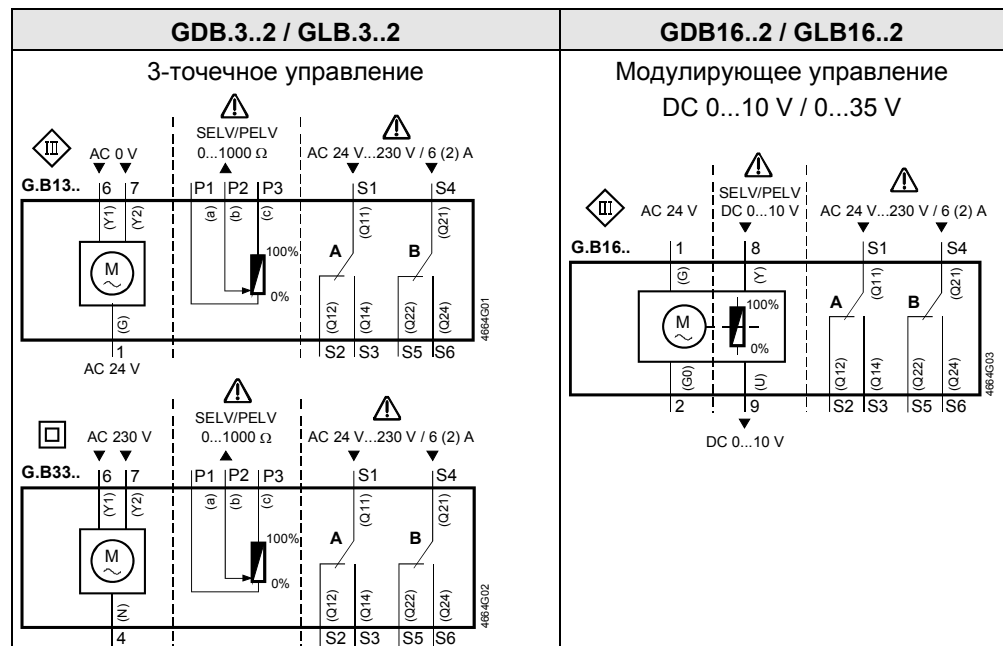 GDB.3..2 / GLB.3..2
3-точечное управление
SELV/PELV
III AC 0 V 0...1000 Ω AC 24 V...230 V / 6 (2) A
G.B13.. 6 7 P1 P2 P3 S1 S4
(Y1) (Y2) (a) (b) (c) (Q11) (Q21)
100% A B
M
0%
(G) (Q12) (Q14) (Q22) (Q24)
4664G01
1 S2 S3 S5 S6
AC 24 V
SELV/PELV
AC 230 V 0...1000 Ω AC 24 V...230 V / 6 (2) A
G.B33.. 6 7 P1 P2 P3 S1 S4
(Y1) (Y2) (a) (b) (c) (Q11) (Q21)
100% A B
M
0%
(N) (Q12) (Q14) (Q22) (Q24)
4664G02
4 S2 S3 S5 S6
GDB16..2 / GLB16..2
Модулирующее управление
DC 0...10 V / 0...35 V
SELV/PELV
III AC 24 V DC 0...10 V AC 24 V...230 V / 6 (2) A
G.B16.. 1 8 S1 S4
(G) (Y) (Q11) (Q21)
100% A B
M
0%
(G0) (U) (Q12) (Q14) (Q22) (Q24)
4664G03
2 9 S2 S3 S5 S6
DC 0...10 V